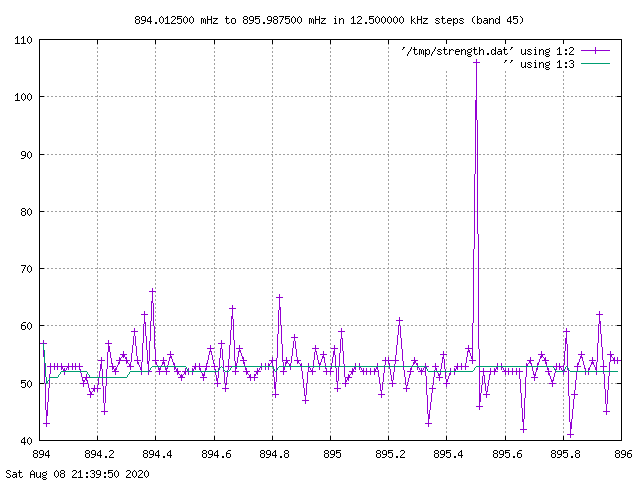 894.012500 mHz to 895.987500 mHz in 12.500000 kHz steps (band 45)
110
'/tmp/strength.dat' using 1:2
'' using 1:3
100
90
80
70
60
50
40
894 894.2 894.4 894.6 894.8 895 895.2 895.4 895.6 895.8 896
Sat Aug 08 21:39:50 2020